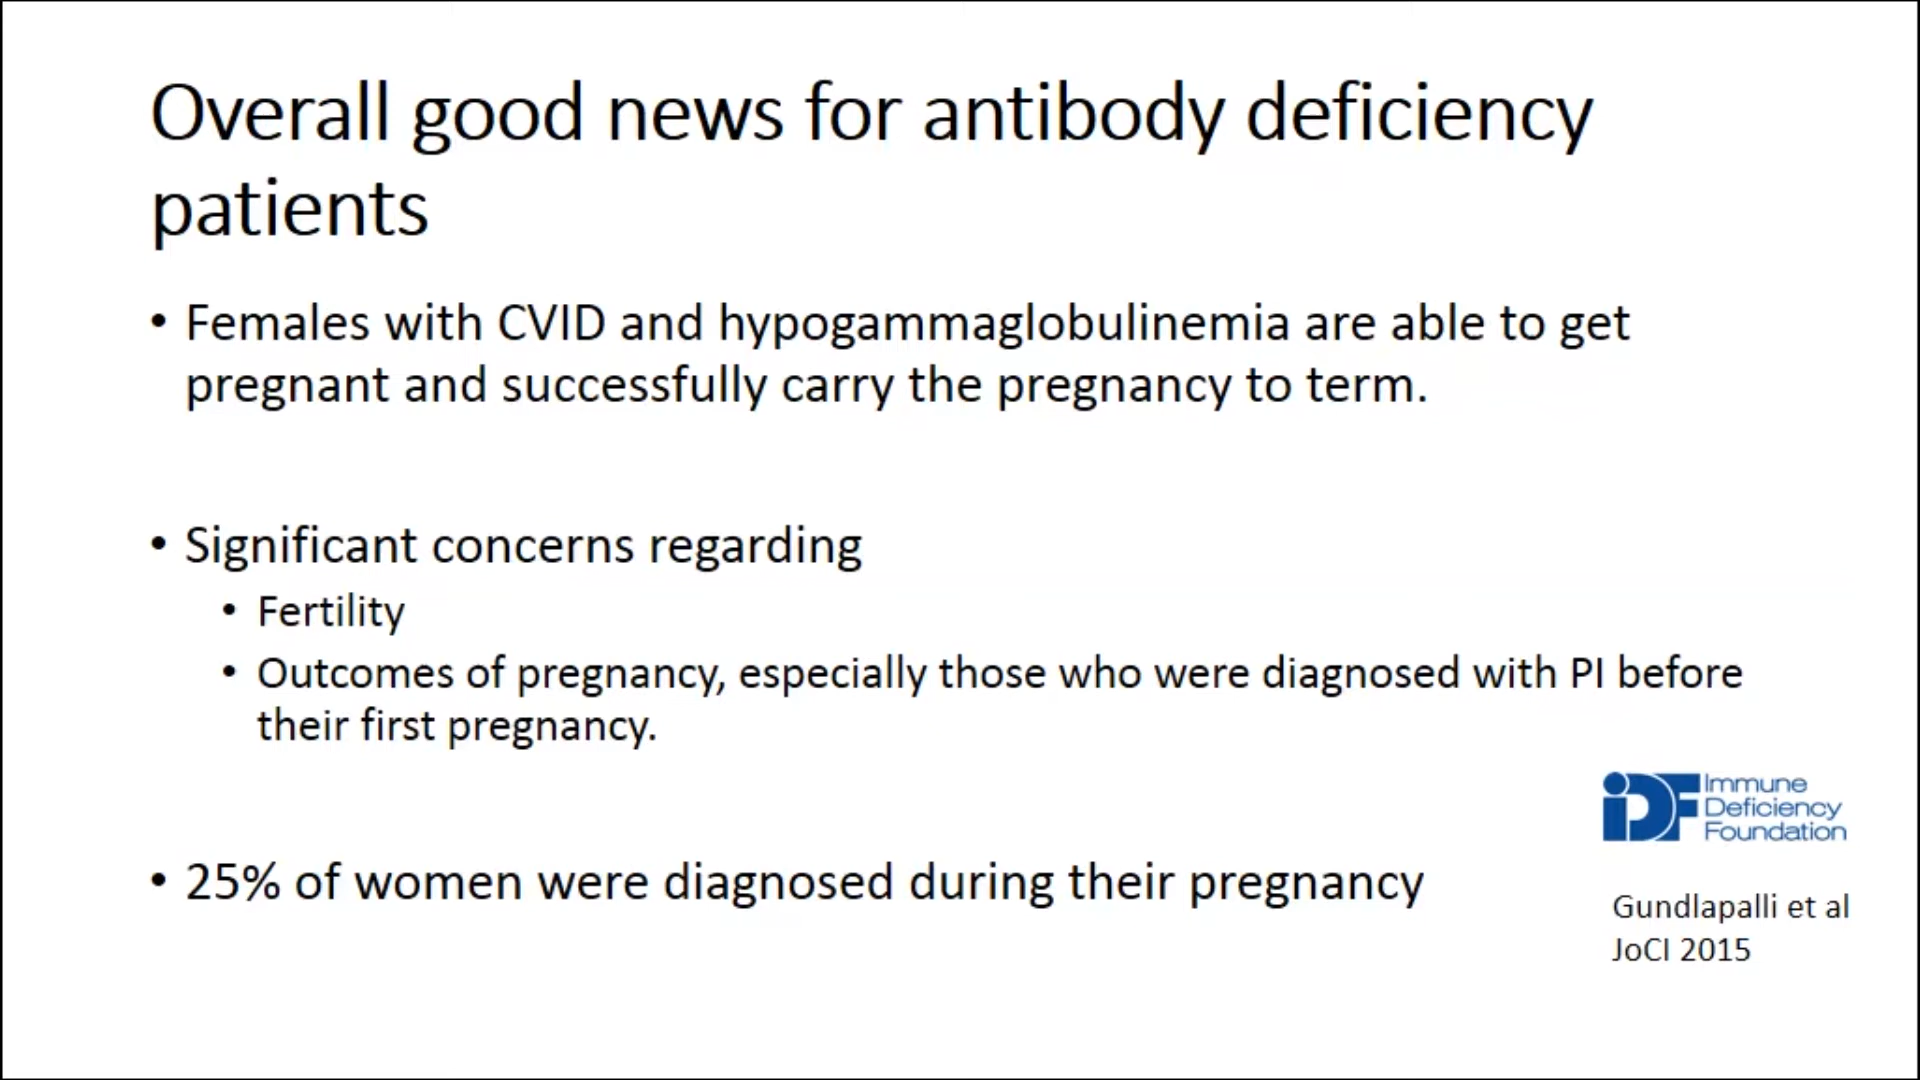 Overall good news for antibody deficiency
patients
• Females with CVID and hypogammaglobulinemia are able to get
pregnant and successfully carry the pregnancy to term.
• Significant concerns regarding
• Fertility
• Outcomes of pregnancy, especially those who were diagnosed with PI before
their first pregnancy.
• 25% of women were diagnosed during their pregnancy
iDF Immune
Deficiency
Foundation
Gundlapalli et al
JoCI 2015